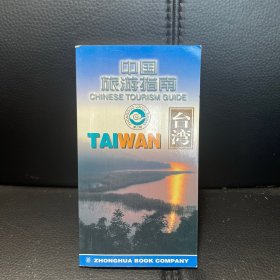 中国
旅游指南
CHINESE TOURISM GUIDE
TAIWAN
台湾
ZHONGHUA BOOK COMPANY